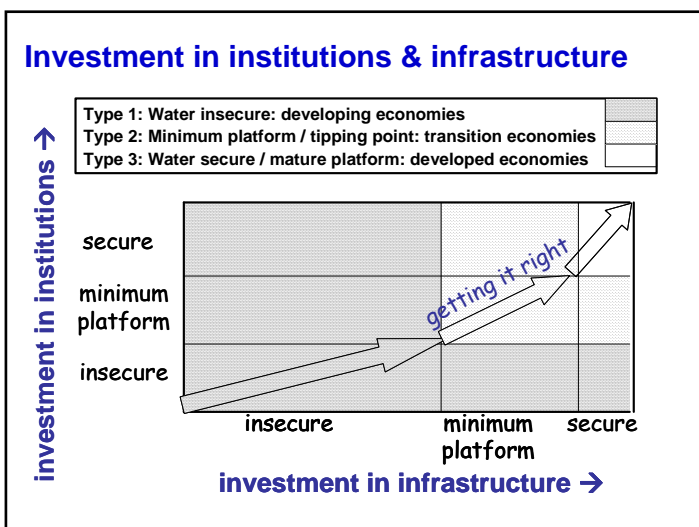 Investment in institutions & infrastructure
Type 1: Water insecure: developing economies
Type 2: Minimum platform / tipping point: transition economies
Type 3: Water secure / mature platform: developed economies
investment in institutions →
secure
minimum
platform
insecure
getting it right
insecure
minimum
platform
secure
investment in infrastructure →